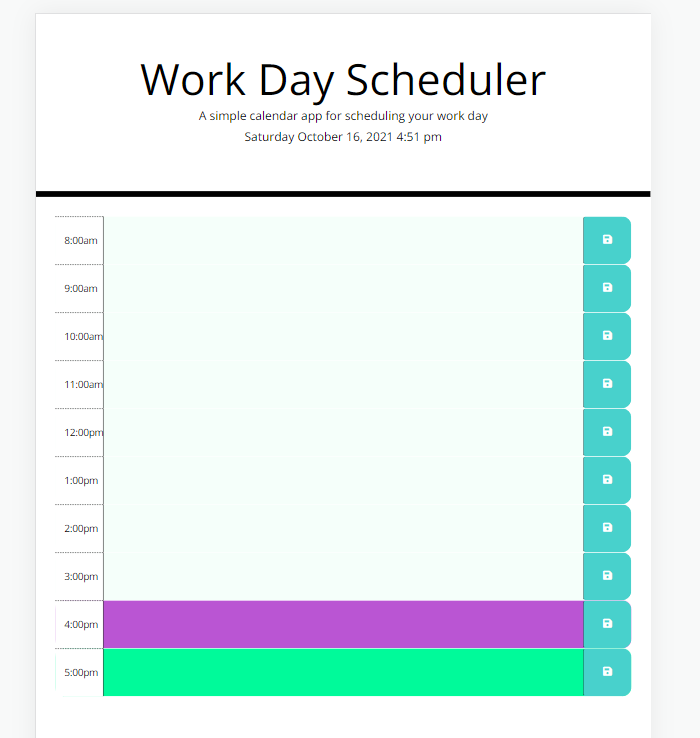 Work Day Scheduler
A simple calendar app for scheduling your work day
Saturday October 16, 2021 4:51 pm
8:00am
9:00am
10:00am
11:00am
12:00pm
1:00pm
2:00pm
3:00pm
4:00pm
5:00pm